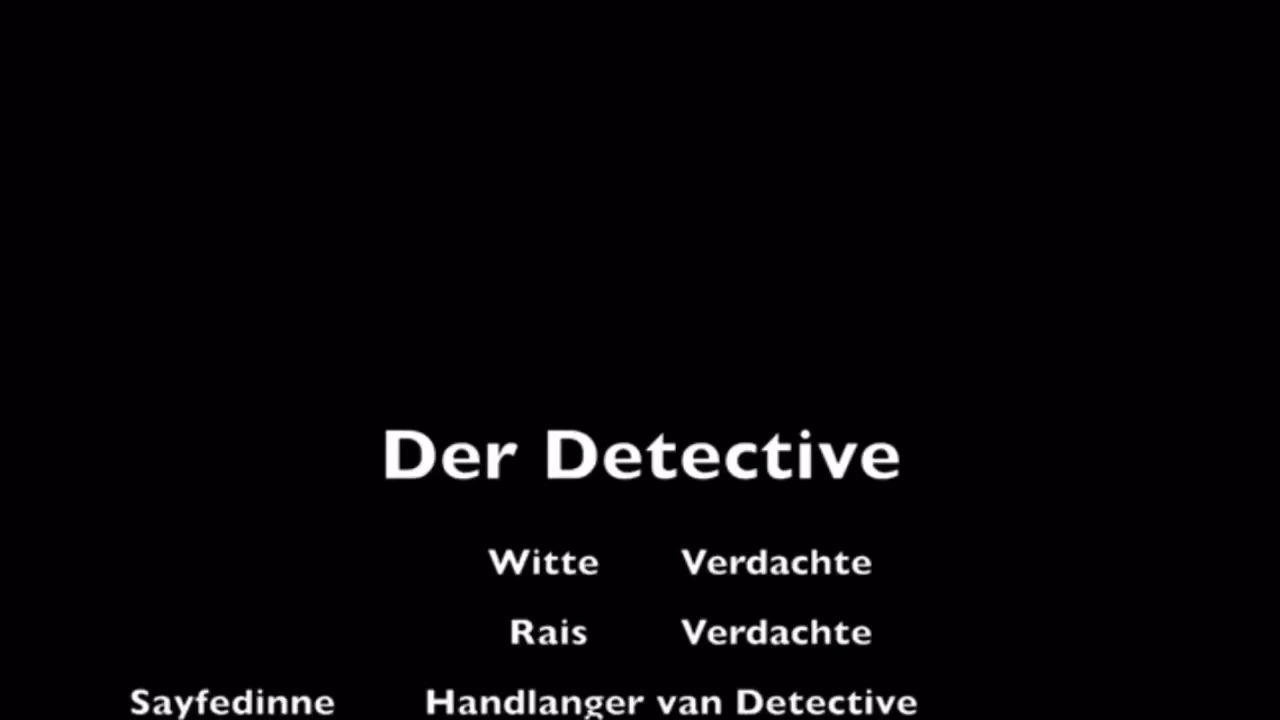 Der Detective
Witte Verdachte
Rais Verdachte
Sayfedinne Handlanger van Detective